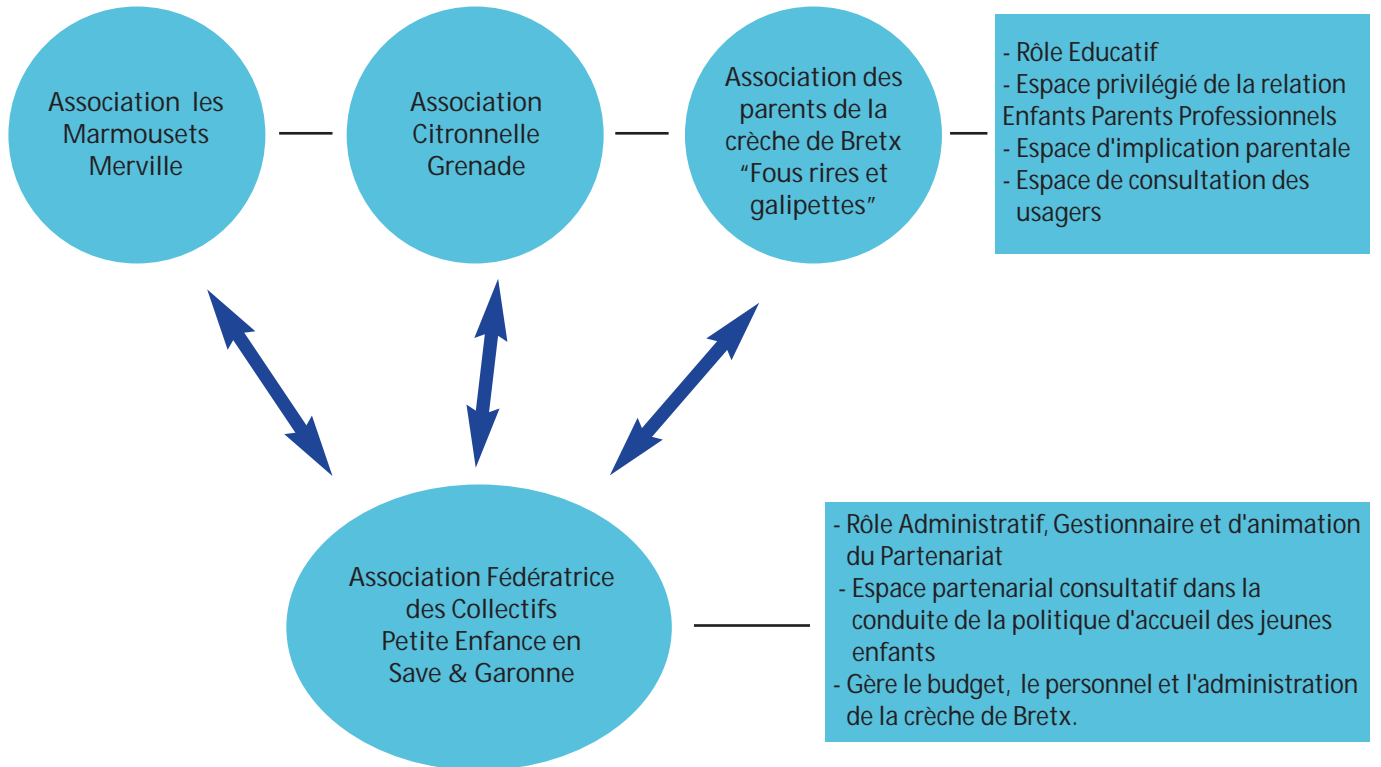 Association les
Marmousets
Merville
Association
Citronnelle
Grenade
Association des
parents de la
crèche de Bretx
"Fous rires et
galipettes"
- Rôle Educatif
- Espace privilégié de la relation
Enfants Parents Professionnels
- Espace d'implication parentale
- Espace de consultation des
usagers
Association Fédératrice
des Collectifs
Petite Enfance en
Save & Garonne
- Rôle Administratif, Gestionnaire et d'animation
du Partenariat
- Espace partenarial consultatif dans la
conduite de la politique d'accueil des jeunes
enfants
- Gère le budget, le personnel et l'administration
de la crèche de Bretx.